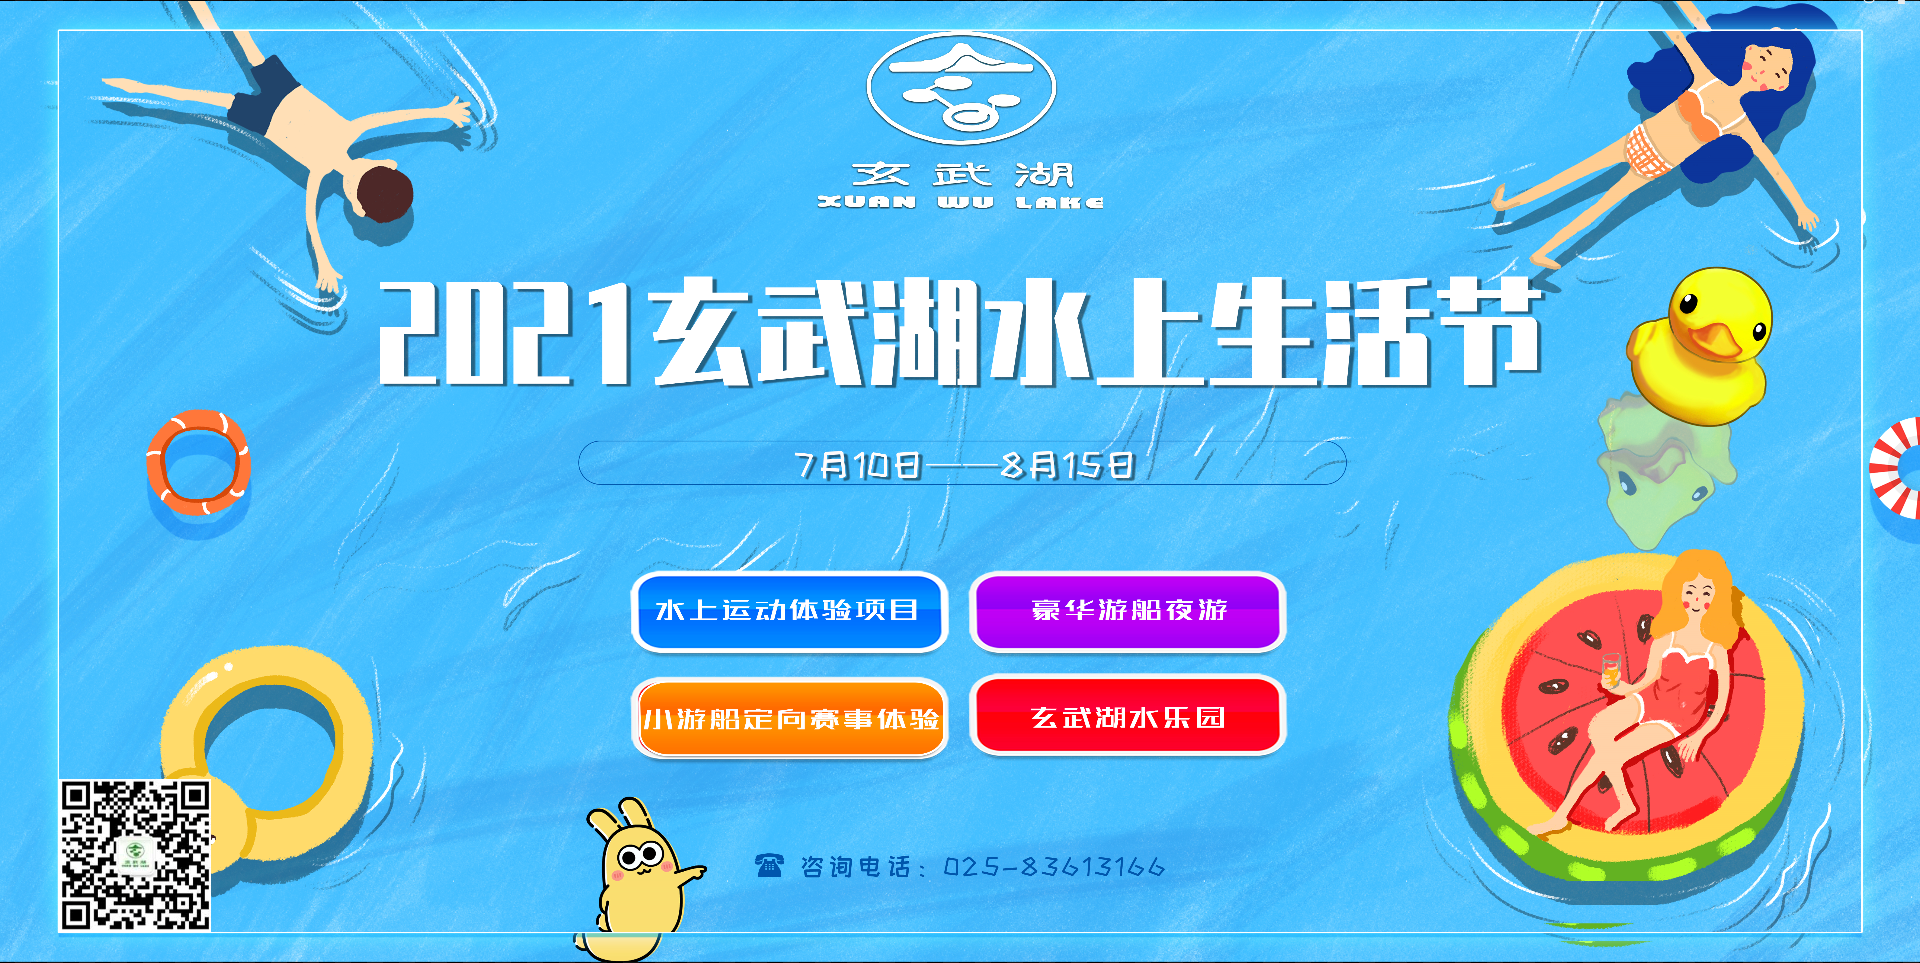 玄武湖
XUAN WU LAKE
2021玄武湖水上生活节
7月10日——8月15日
水上运动体验项目
豪华游船夜游
小游船定向赛事体验
玄武湖水乐园
咨询电话：025-83613166